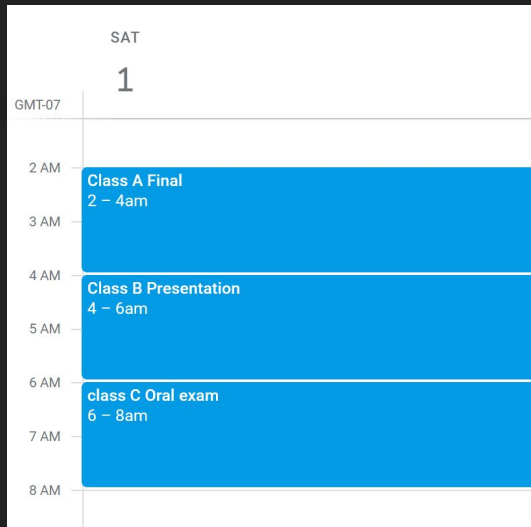 SAT
1
GMT-07
2 AM
Class A Final
2 – 4am
3 AM
4 AM
Class B Presentation
4 – 6am
5 AM
6 AM
class C Oral exam
6 – 8am
7 AM
8 AM